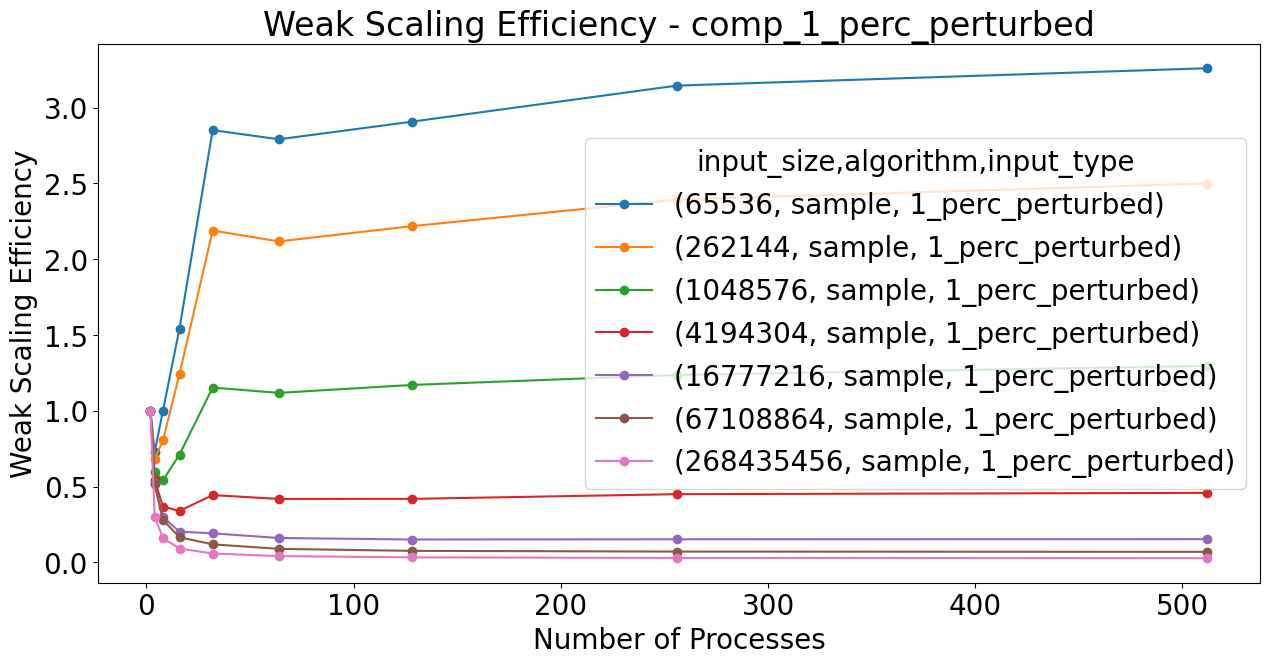 Weak Scaling Efficiency - comp_1_perc_perturbed
Weak Scaling Efficiency
3.0
2.5
2.0
1.5
1.0
0.5
0.0
input_size,algorithm,input_type
(65536, sample, 1_perc_perturbed)
(262144, sample, 1_perc_perturbed)
(1048576, sample, 1_perc_perturbed)
(4194304, sample, 1_perc_perturbed)
(16777216, sample, 1_perc_perturbed)
(67108864, sample, 1_perc_perturbed)
(268435456, sample, 1_perc_perturbed)
0 100 200 300 400 500
Number of Processes